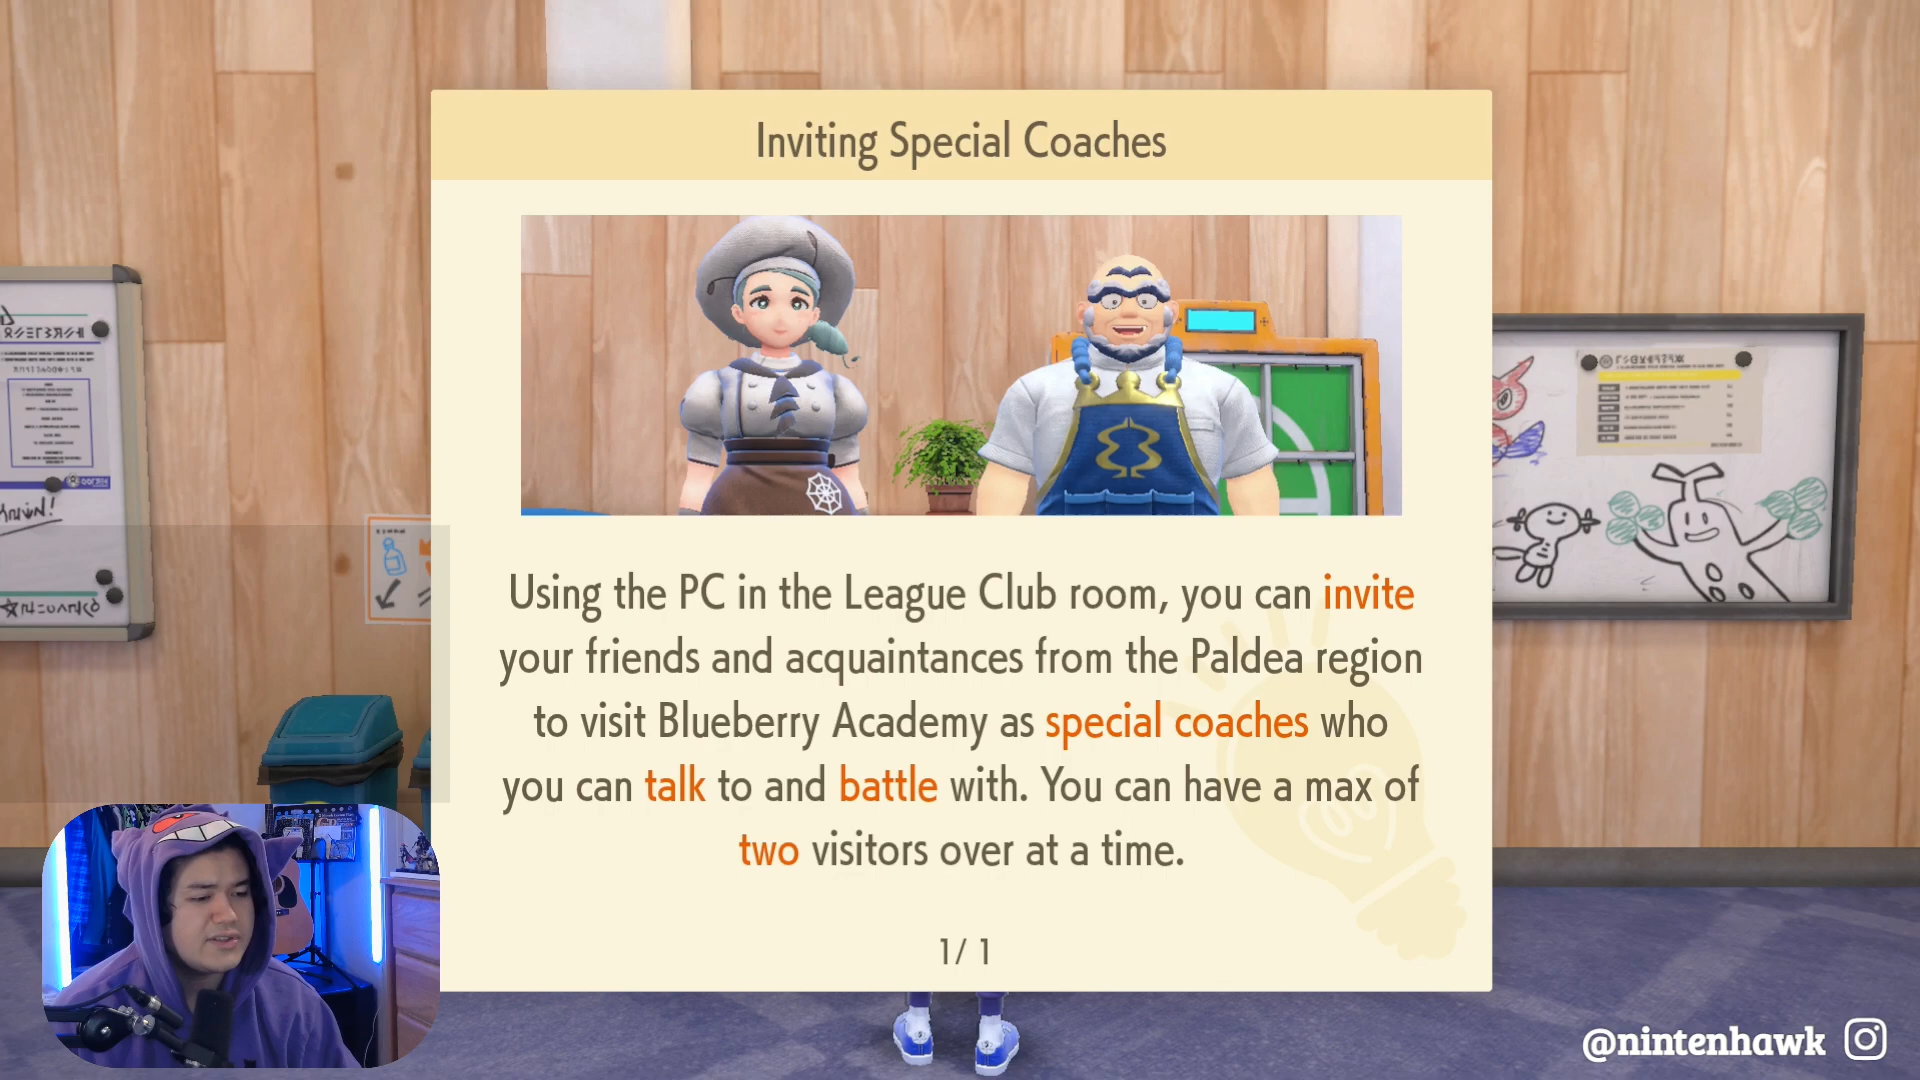 Inviting Special Coaches
Using the PC in the League Club room, you can invite
your friends and acquaintances from the Paldea region
to visit Blueberry Academy as special coaches who
you can talk to and battle with. You can have a max of
two visitors over at a time.
1/ 1
@nintenhawk